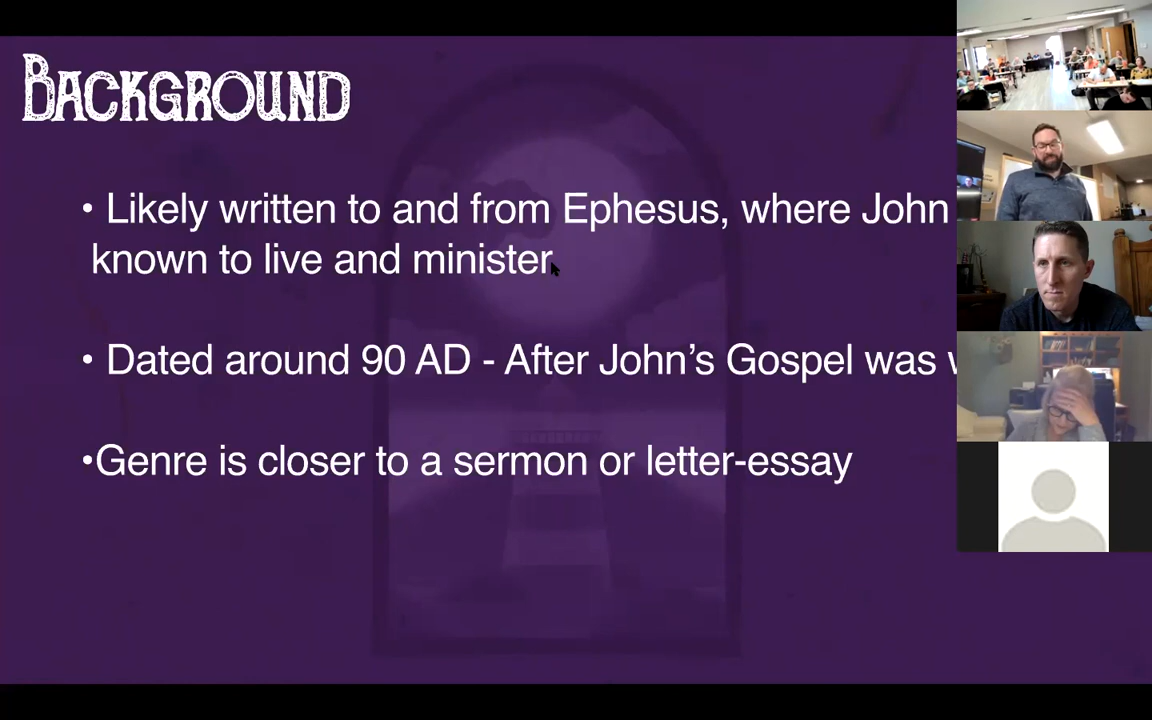 BACKGROUND
• Likely written to and from Ephesus, where John
known to live and minister
• Dated around 90 AD - After John's Gospel was
•Genre is closer to a sermon or letter-essay